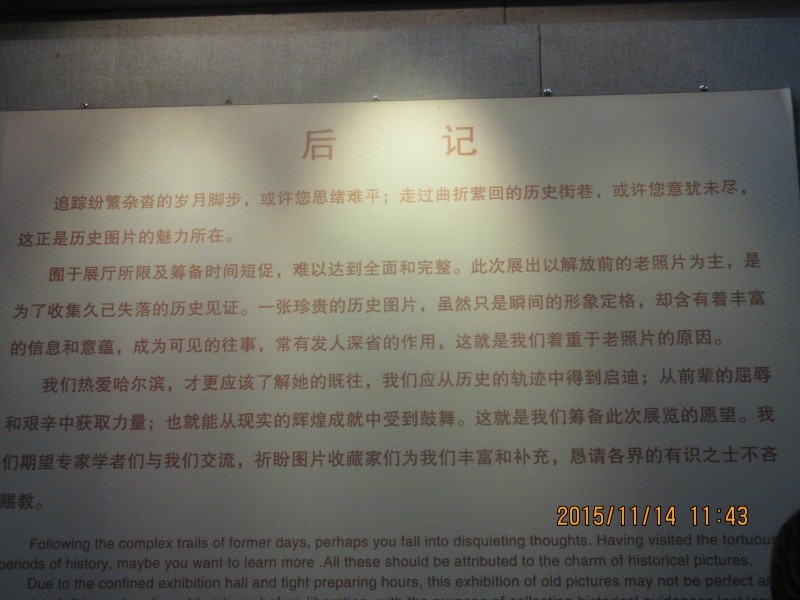 后 记
追踪纷繁杂沓的岁月脚步，或许您思绪难平；走过曲折萦回的历史街巷，或许您意犹未尽，
这正是历史图片的魅力所在。
囿于展厅所限及筹备时间短促，难以达到全面和完整。此次展出以解放前的老照片为主，是
为了收集久已失落的历史见证。一张珍贵的历史图片，虽然只是瞬间的形象定格，却含有着丰富
的信息和意蕴，成为可见的往事，常有发人深省的作用，这就是我们着重于老照片的原因。
我们热爱哈尔滨，才更应该了解她的既往，我们应从历史的轨迹中得到启迪；从前辈的屈辱
和艰辛中获取力量；也就能从现实的辉煌成就中受到鼓舞。这就是我们筹备此次展览的愿望。我
们期望专家学者们与我们交流，祈盼图片收藏家们为我们丰富和补充，恳请各界的有识之士不吝
赐教。
2015/11/14 11:43
Following the complex trails of former days, perhaps you fall into disquieting thoughts. Having visited the tortuous
periods of history, maybe you want to learn more .All these should be attributed to the charm of historical pictures.
Due to the confined exhibition hall and tight preparing hours, this exhibition of old pictures may not be perfect